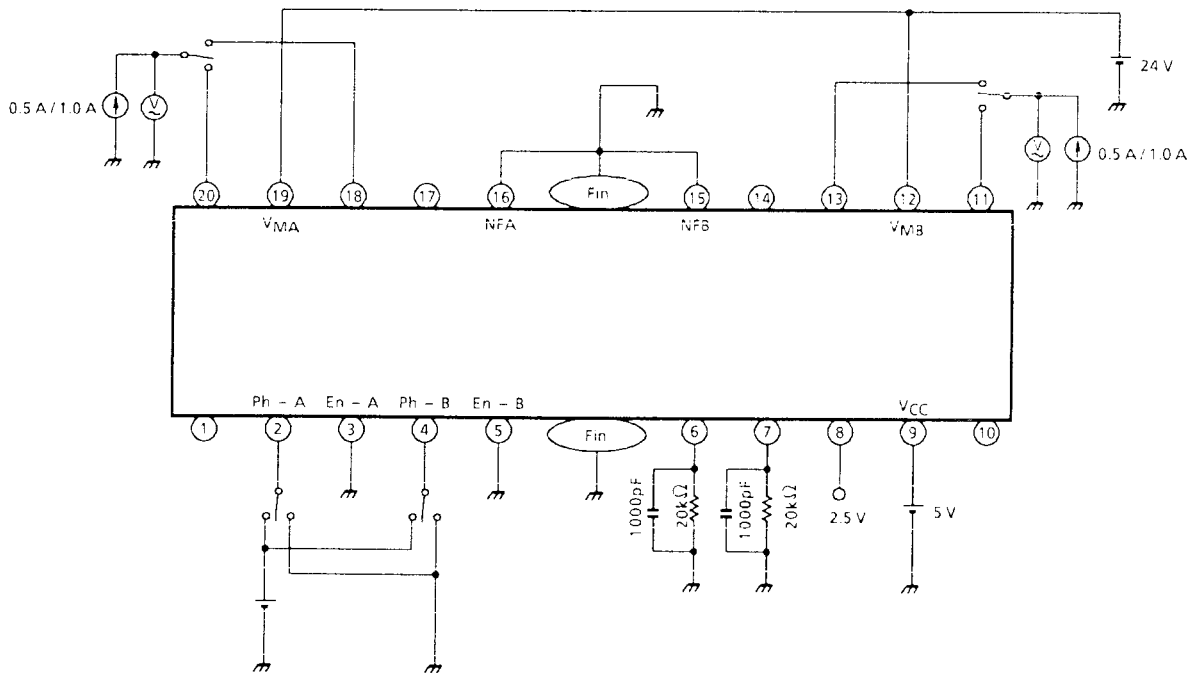 24 V
0.5 A / 1.0 A
V
V
0.5 A / 1.0 A
20 19 18 17 16 Fin 15 14 13 12 11
VMA NFA NFB VMB
Ph – A En – A Ph – B En – B VCC
1 2 3 4 5 Fin 6 7 8 9 10
1000pF 20kΩ 1000pF 20kΩ 2.5 V 5 V